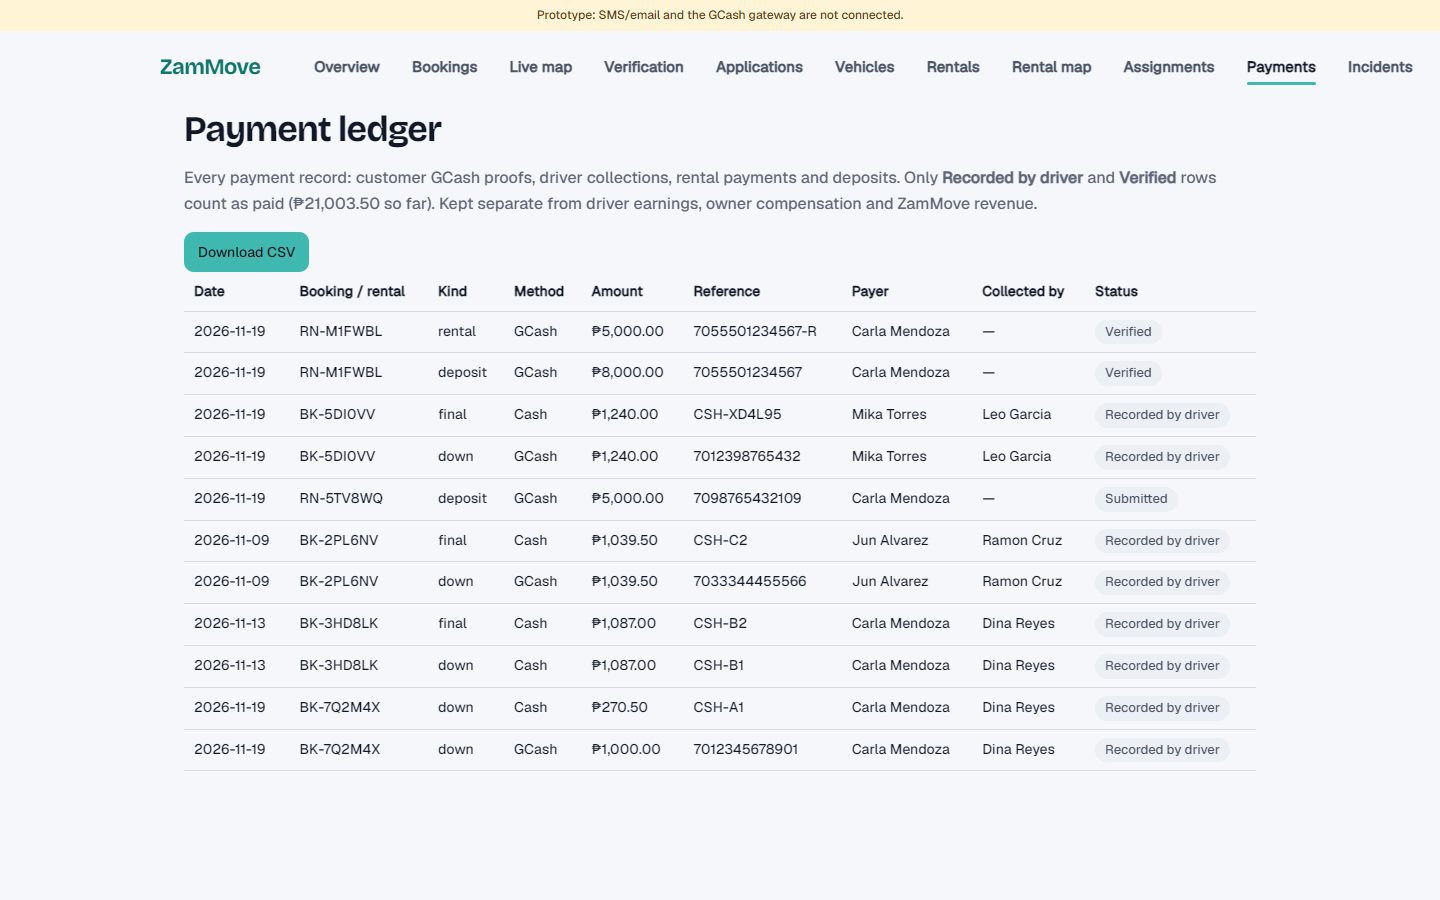 Prototype: SMS/email and the GCash gateway are not connected.
ZamMove Overview Bookings Live map Verification Applications Vehicles Rentals Rental map Assignments Payments Incidents
Payment ledger
Every payment record: customer GCash proofs, driver collections, rental payments and deposits. Only Recorded by driver and Verified rows
count as paid (₱21,003.50 so far). Kept separate from driver earnings, owner compensation and ZamMove revenue.
Download CSV
Date Booking / rental Kind Method Amount Reference Payer Collected by Status
2026-11-19 RN-M1FWBL rental GCash ₱5,000.00 7055501234567-R Carla Mendoza — Verified
2026-11-19 RN-M1FWBL deposit GCash ₱8,000.00 7055501234567 Carla Mendoza — Verified
2026-11-19 BK-5DI0VV final Cash ₱1,240.00 CSH-XD4L95 Mika Torres Leo Garcia Recorded by driver
2026-11-19 BK-5DI0VV down GCash ₱1,240.00 7012398765432 Mika Torres Leo Garcia Recorded by driver
2026-11-19 RN-5TV8WQ deposit GCash ₱5,000.00 7098765432109 Carla Mendoza — Submitted
2026-11-09 BK-2PL6NV final Cash ₱1,039.50 CSH-C2 Jun Alvarez Ramon Cruz Recorded by driver
2026-11-09 BK-2PL6NV down GCash ₱1,039.50 7033344455566 Jun Alvarez Ramon Cruz Recorded by driver
2026-11-13 BK-3HD8LK final Cash ₱1,087.00 CSH-B2 Carla Mendoza Dina Reyes Recorded by driver
2026-11-13 BK-3HD8LK down Cash ₱1,087.00 CSH-B1 Carla Mendoza Dina Reyes Recorded by driver
2026-11-19 BK-7Q2M4X down Cash ₱270.50 CSH-A1 Carla Mendoza Dina Reyes Recorded by driver
2026-11-19 BK-7Q2M4X down GCash ₱1,000.00 7012345678901 Carla Mendoza Dina Reyes Recorded by driver